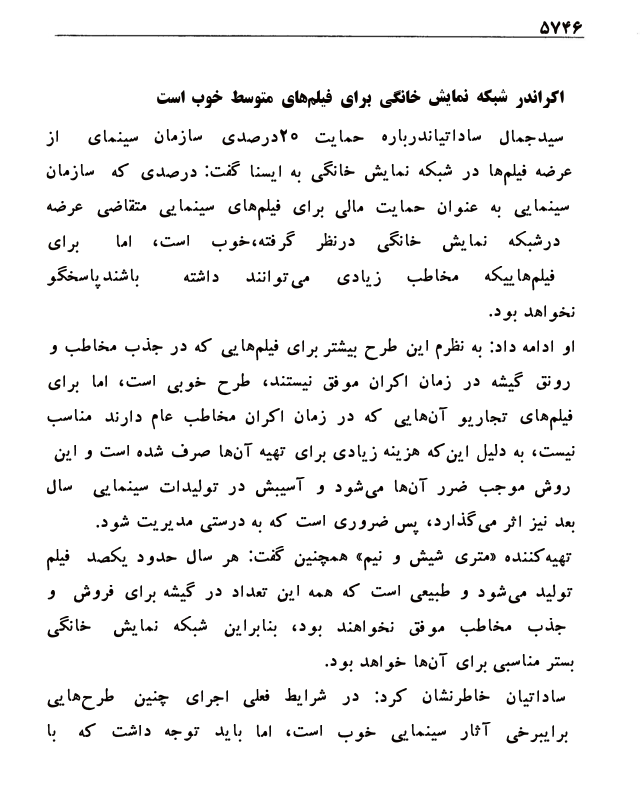 ۵۷۴۶
اکراندر شبکه نمایش خانگی برای فیلم‌های متوسط خوب است
سیدجمال ساداتیاندرباره حمایت ۲۰درصدی سازمان سینمای از
عرضه فیلم‌ها در شبکه نمایش خانگی به ایسنا گفت: درصدی که سازمان
سینمایی به عنوان حمایت مالی برای فیلم‌های سینمایی متقاضی عرضه
درشبکه نمایش خانگی درنظر گرفته،خوب است، اما برای
فیلم‌هاییکه مخاطب زیادی می‌توانند داشته باشندپاسخگو
نخواهد بود.
او ادامه داد: به نظرم این طرح بیشتر برای فیلم‌هایی که در جذب مخاطب و
رونق گیشه در زمان اکران موفق نیستند، طرح خوبی است، اما برای
فیلم‌های تجاریو آن‌هایی که در زمان اکران مخاطب عام دارند مناسب
نیست، به دلیل این‌که هزینه زیادی برای تهیه آن‌ها صرف شده است و این
روش موجب ضرر آن‌ها می‌شود و آسیبش در تولیدات سینمایی سال
بعد نیز اثر می‌گذارد، پس ضروری است که به درستی مدیریت شود.
تهیه‌کننده «متری شیش و نیم» همچنین گفت: هر سال حدود یکصد فیلم
تولید می‌شود و طبیعی است که همه این تعداد در گیشه برای فروش و
جذب مخاطب موفق نخواهند بود، بنابراین شبکه نمایش خانگی
بستر مناسبی برای آن‌ها خواهد بود.
ساداتیان خاطرنشان کرد: در شرایط فعلی اجرای چنین طرح‌هایی
برایبرخی آثار سینمایی خوب است، اما باید توجه داشت که با